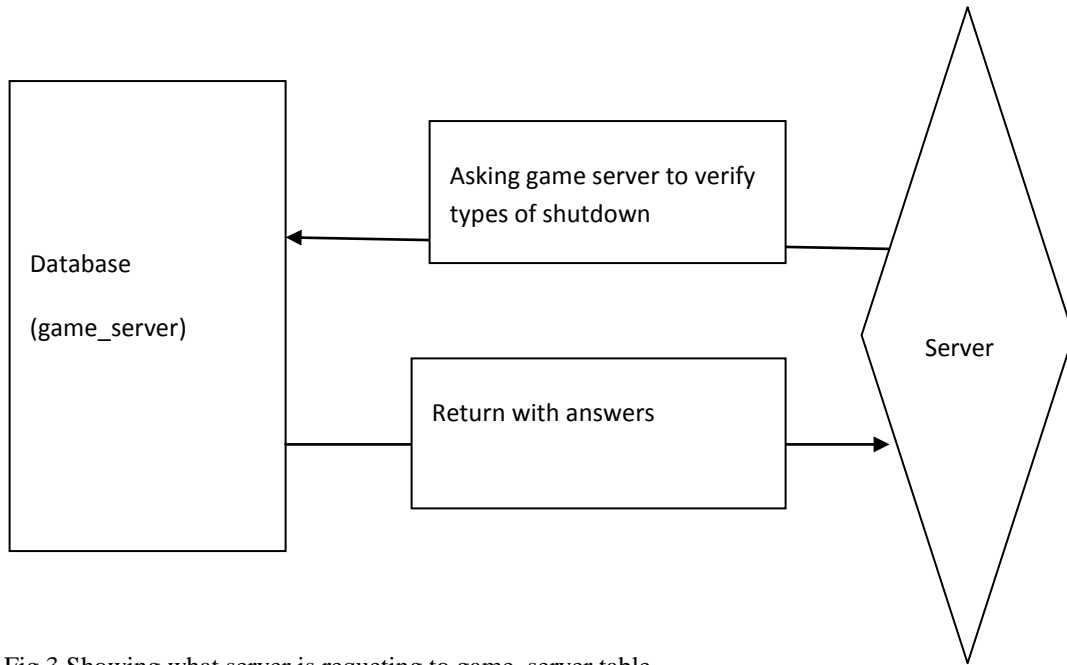 Asking game server to verify
types of shutdown
Database
(game_server)
Server
Return with answers
Fig 3 Showing what server is requeting to game_server table